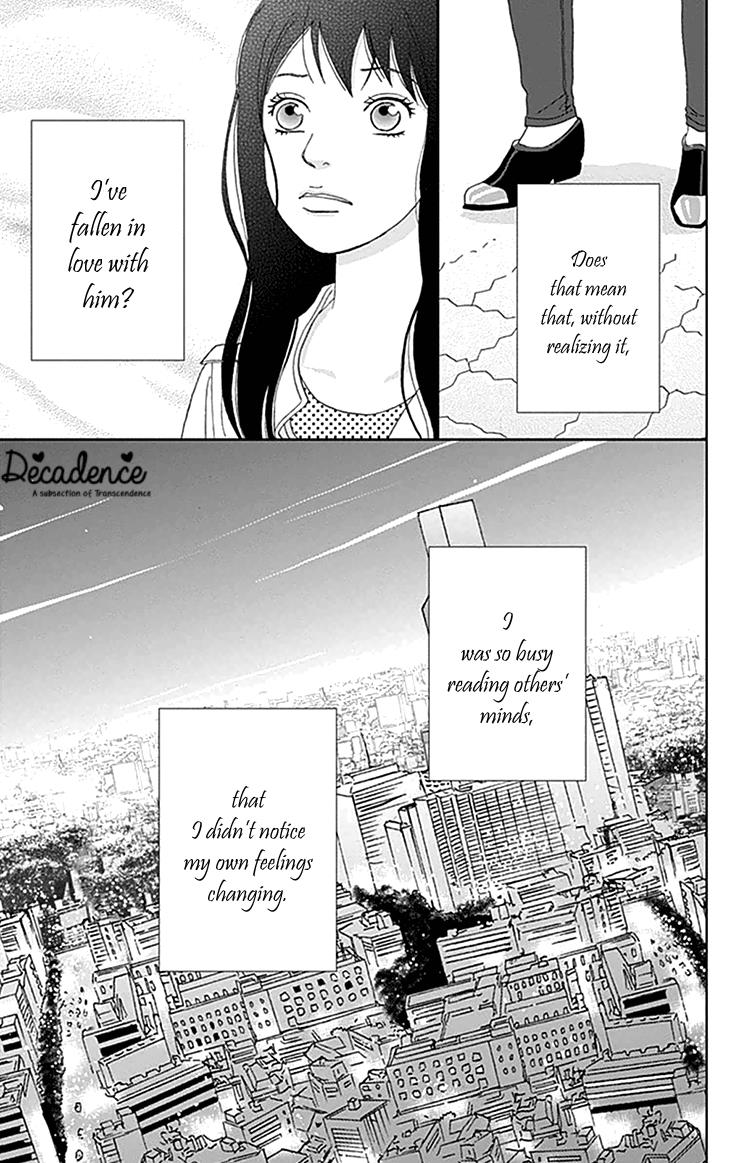 Does
that mean
that, without
realizing it,
I've
fallen in
love with
him?
Decadence
A subsection of Transcendence
I
was so busy
reading others'
minds,
that
I didn't notice
my own feelings
changing.